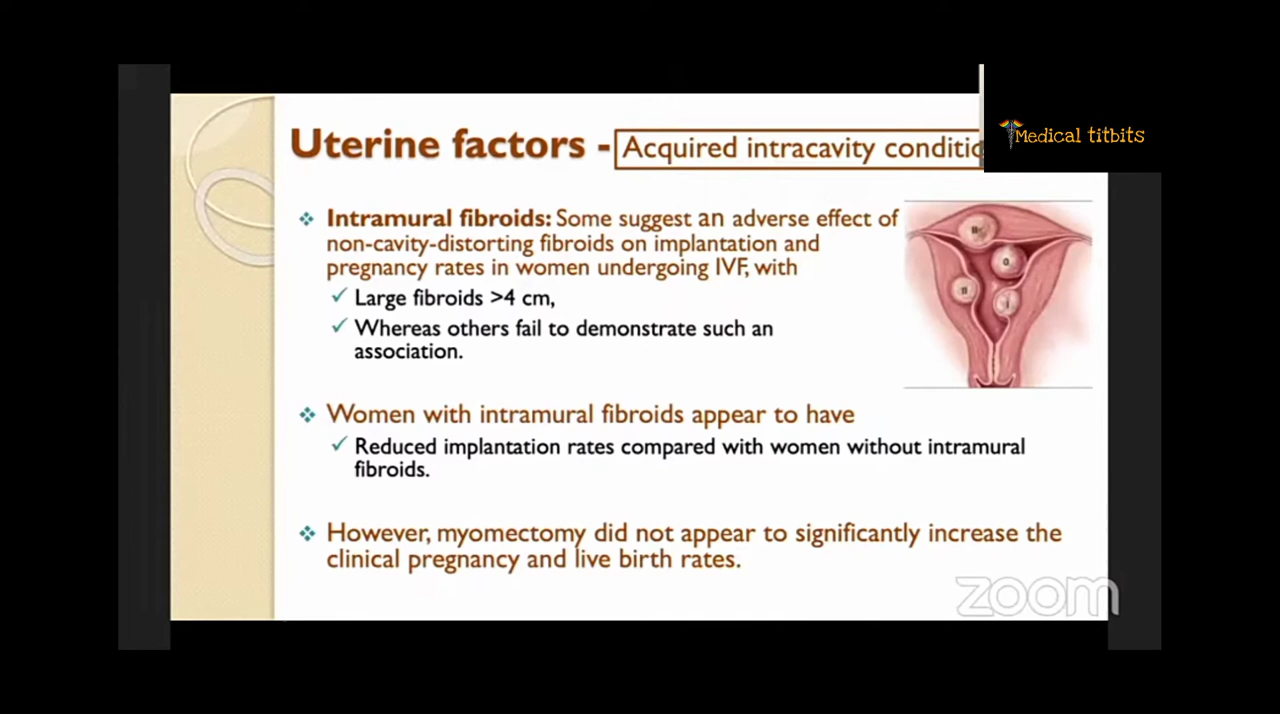 Medical titbits
Uterine factors - Acquired intracavity
Intramural fibroids: Some suggest an adverse effect of
non-cavity-distorting fibroids on implantation and
pregnancy rates in women undergoing IVF, with
Large fibroids >4 cm,
Whereas others fail to demonstrate such an
association.
Women with intramural fibroids appear to have
Reduced implantation rates compared with women without intramural
fibroids.
However, myomectomy did not appear to significantly increase the
clinical pregnancy and live birth rates.
zoom